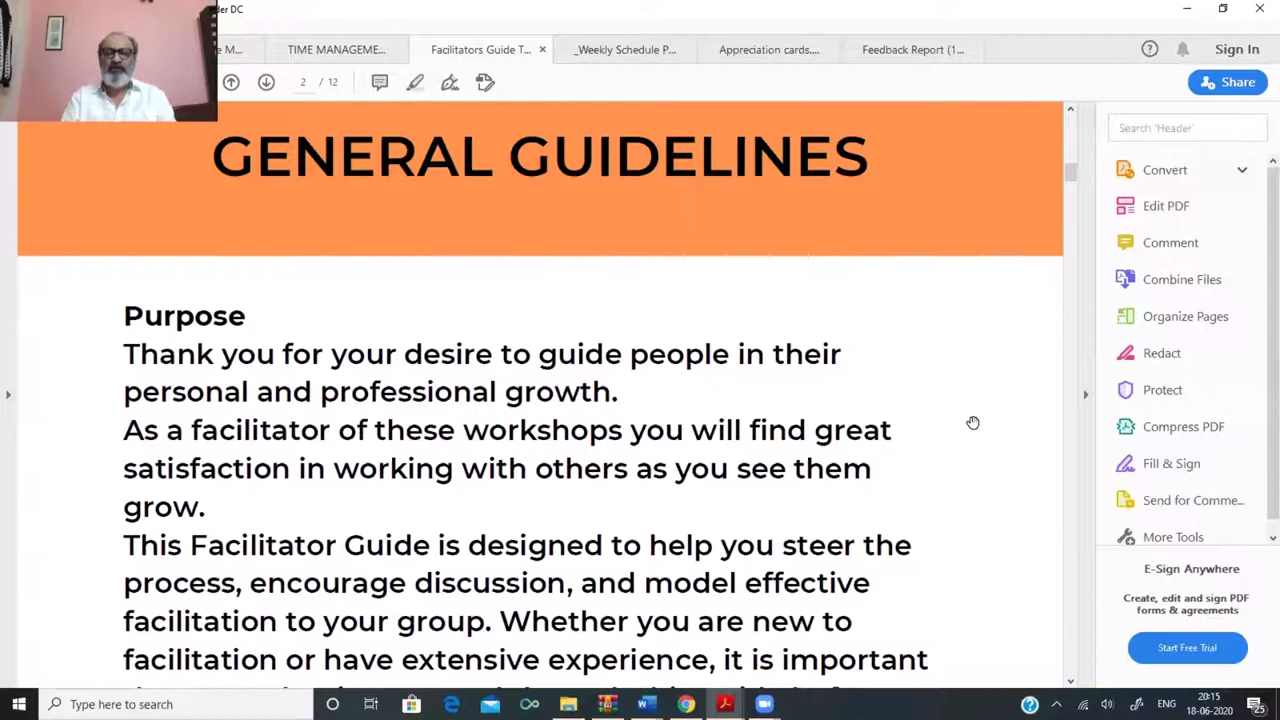 der DC
e M...
TIME MANAGEME...
Facilitators Guide T...
_Weekly Schedule P...
Appreciation cards....
Feedback Report (1...
Sign In
2 / 12
Share
GENERAL GUIDELINES
Search 'Header'
Convert
Edit PDF
Comment
Combine Files
Organize Pages
Redact
Protect
Compress PDF
Fill & Sign
Send for Comme...
More Tools
Purpose
Thank you for your desire to guide people in their
personal and professional growth.
As a facilitator of these workshops you will find great
satisfaction in working with others as you see them
grow.
This Facilitator Guide is designed to help you steer the
process, encourage discussion, and model effective
facilitation to your group. Whether you are new to
facilitation or have extensive experience, it is important
E-Sign Anywhere
Create, edit and sign PDF
forms & agreements
Start Free Trial
Type here to search
ENG
20:15
18-06-2020
25